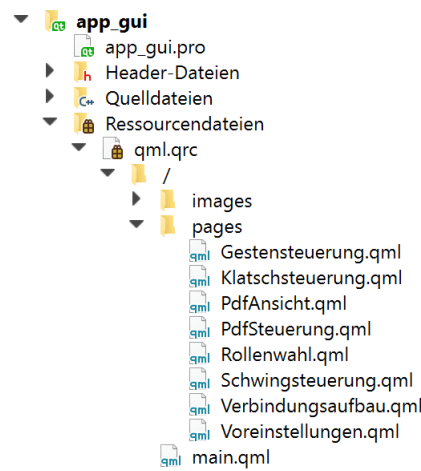 app_gui
app_gui.pro
Header-Dateien
Quelldateien
Ressourcendateien
qml.qrc
/
images
pages
Gestensteuerung.qml
Klatschsteuerung.qml
PdfAnsicht.qml
PdfSteuerung.qml
Rollenwahl.qml
Schwingsteuerung.qml
Verbindungsaufbau.qml
Voreinstellungen.qml
main.qml